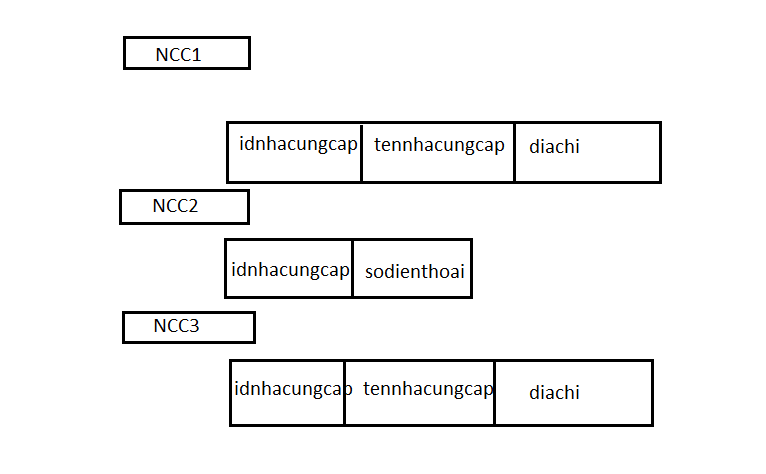 NCC1
idnhacungcap tennhacungcap diachi
NCC2
idnhacungcap sodienthoai
NCC3
idnhacungcap tennhacungcap diachi